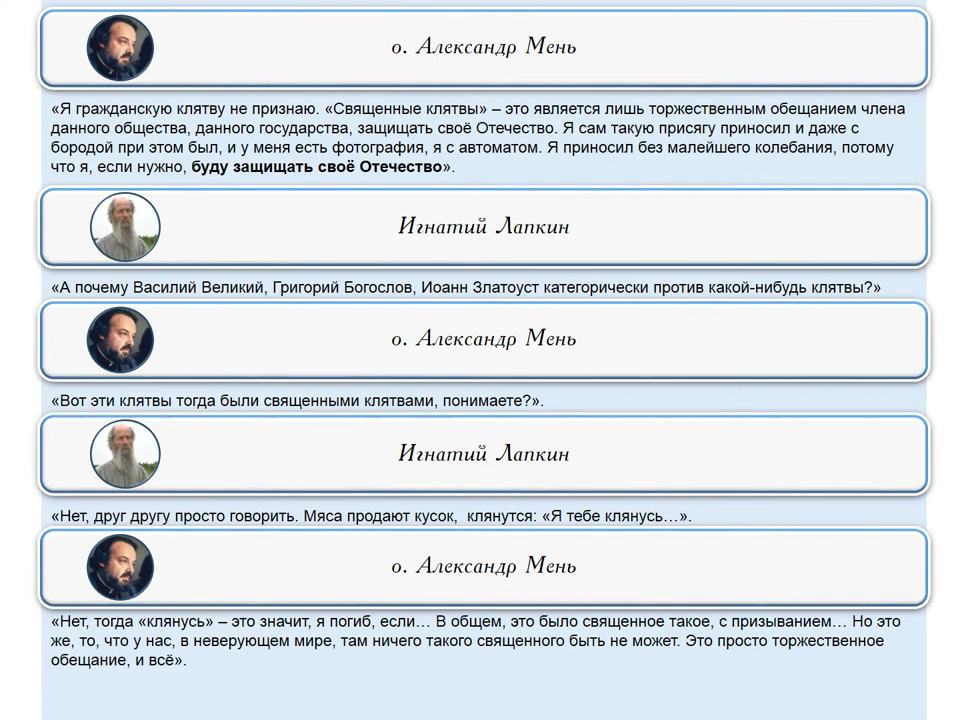 о. Александр Мень
«Я гражданскую клятву не признаю. «Священные клятвы» – это является лишь торжественным обещанием члена
данного общества, данного государства, защищать своё Отечество. Я сам такую присягу приносил и даже с
бородой при этом был, и у меня есть фотография, я с автоматом. Я приносил без малейшего колебания, потому
что я, если нужно, буду защищать своё Отечество».
Игнатий Лапкин
«А почему Василий Великий, Григорий Богослов, Иоанн Златоуст категорически против какой-нибудь клятвы?»
о. Александр Мень
«Вот эти клятвы тогда были священными клятвами, понимаете?».
Игнатий Лапкин
«Нет, друг другу просто говорить. Мяса продают кусок,  клянутся: «Я тебе клянусь…».
о. Александр Мень
«Нет, тогда «клянусь» – это значит, я погиб, если… В общем, это было священное такое, с призыванием… Но это
же, то, что у нас, в неверующем мире, там ничего такого священного быть не может. Это просто торжественное
обещание, и всё».